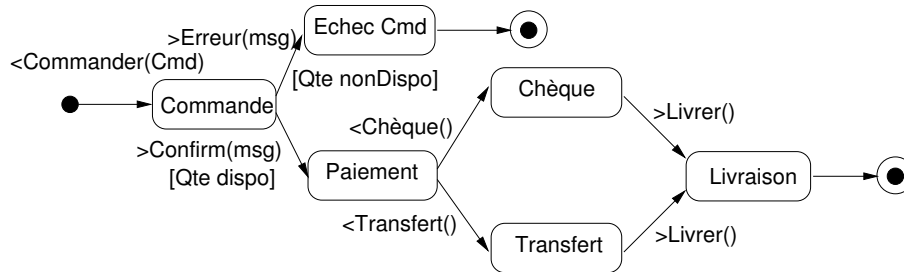 Echec Cmd
>Erreur(msg)
<Commander(Cmd)
[Qte nonDispo]
Commande
Chèque
<Chèque()
>Livrer()
>Confirm(msg)
[Qte dispo]
Paiement
Livraison
<Transfert()
Transfert
>Livrer()